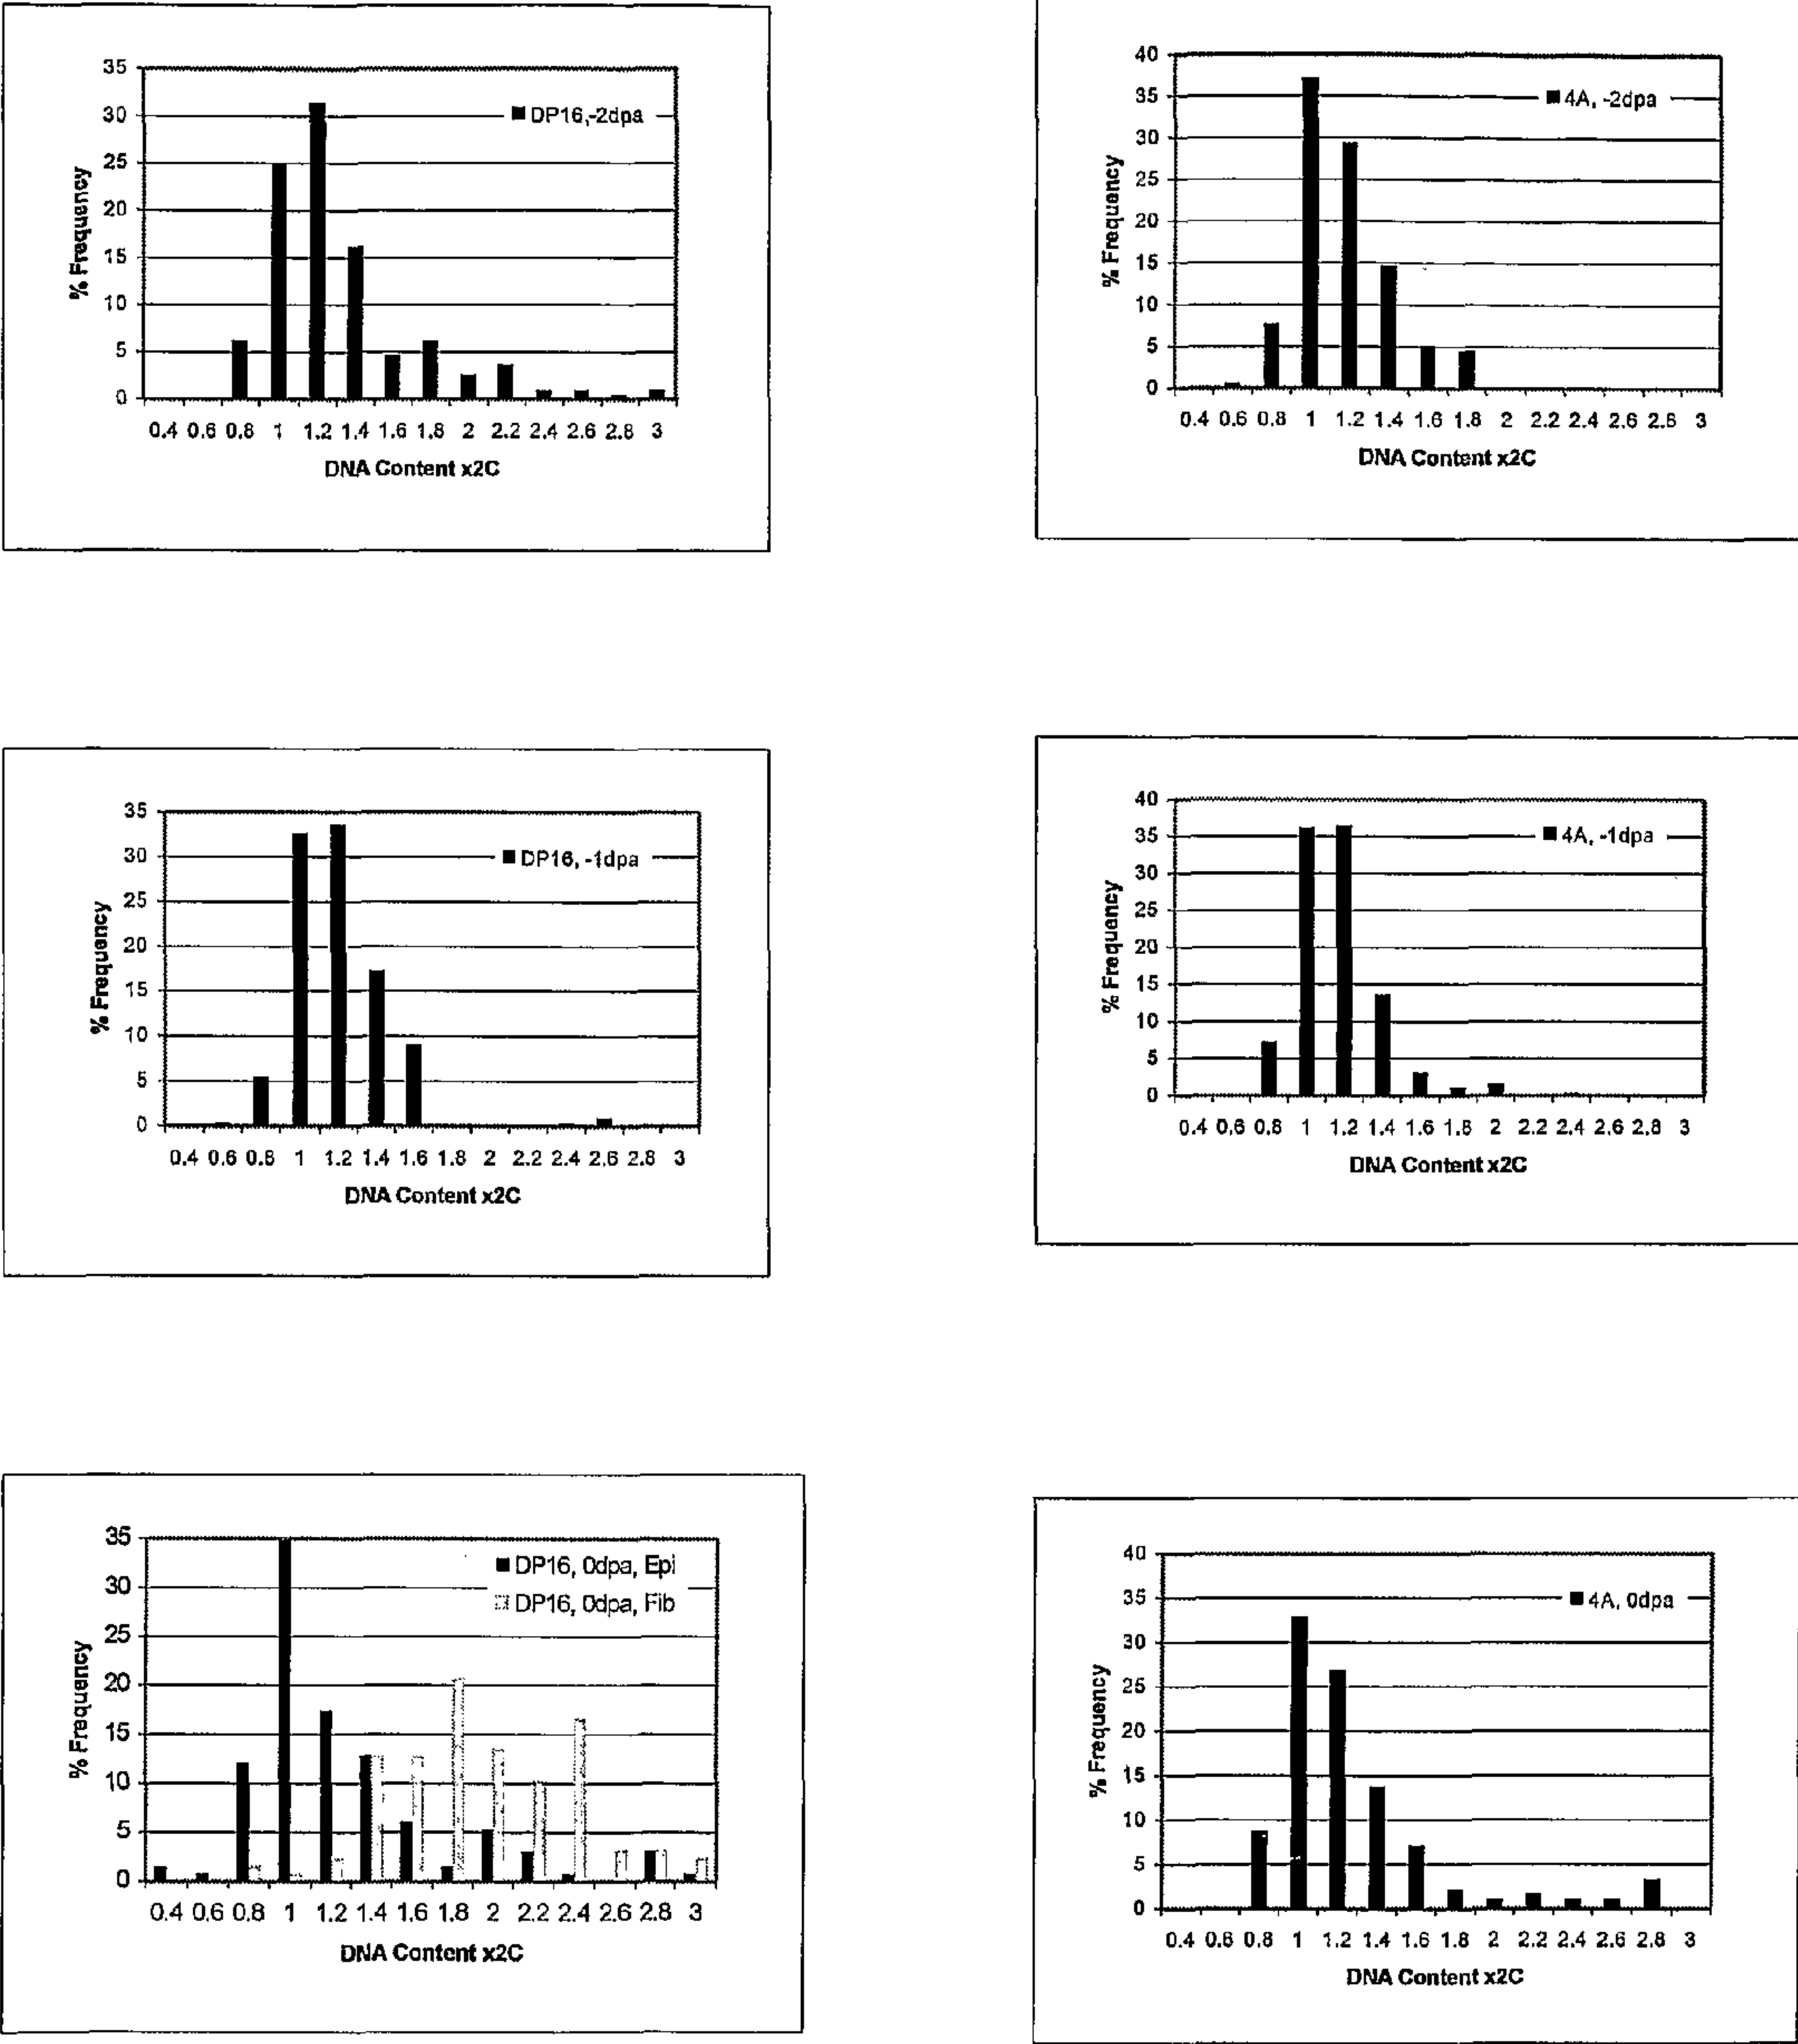 35
30
25
20
15
10
5
0
% Frequency
DP16,-2dpa
0.4 0.6 0.8 1 1.2 1.4 1.6 1.8 2 2.2 2.4 2.6 2.8 3
DNA Content x2C
40
35
30
25
20
15
10
5
0
% Frequency
4A, -2dpa
0.4 0.6 0.8 1 1.2 1.4 1.6 1.8 2 2.2 2.4 2.6 2.8 3
DNA Content x2C
35
30
25
20
15
10
5
0
% Frequency
DP16, -1dpa
0.4 0.6 0.8 1 1.2 1.4 1.6 1.8 2 2.2 2.4 2.6 2.8 3
DNA Content x2C
40
35
30
25
20
15
10
5
0
% Frequency
4A, -1dpa
0.4 0.6 0.8 1 1.2 1.4 1.6 1.8 2 2.2 2.4 2.6 2.8 3
DNA Content x2C
35
30
25
20
15
10
5
0
% Frequency
DP16, 0dpa, Epi
DP16, 0dpa, Fib
0.4 0.6 0.8 1 1.2 1.4 1.6 1.8 2 2.2 2.4 2.6 2.8 3
DNA Content x2C
40
35
30
25
20
15
10
5
0
% Frequency
4A, 0dpa
0.4 0.6 0.8 1 1.2 1.4 1.6 1.8 2 2.2 2.4 2.6 2.8 3
DNA Content x2C